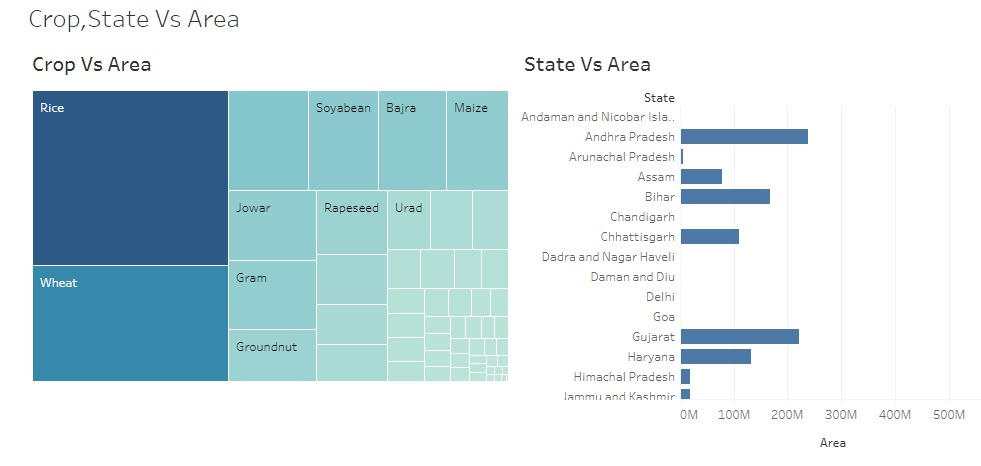 Crop,State Vs Area
Crop Vs Area
Rice
Soyabean
Bajra
Maize
Jowar
Rapeseed
Urad
Gram
Wheat
Groundnut
State Vs Area
State
Andaman and Nicobar Isla..
Andhra Pradesh
Arunachal Pradesh
Assam
Bihar
Chandigarh
Chhattisgarh
Dadra and Nagar Haveli
Daman and Diu
Delhi
Goa
Gujarat
Haryana
Himachal Pradesh
Jammu and Kashmir
0M 100M 200M 300M 400M 500M
Area